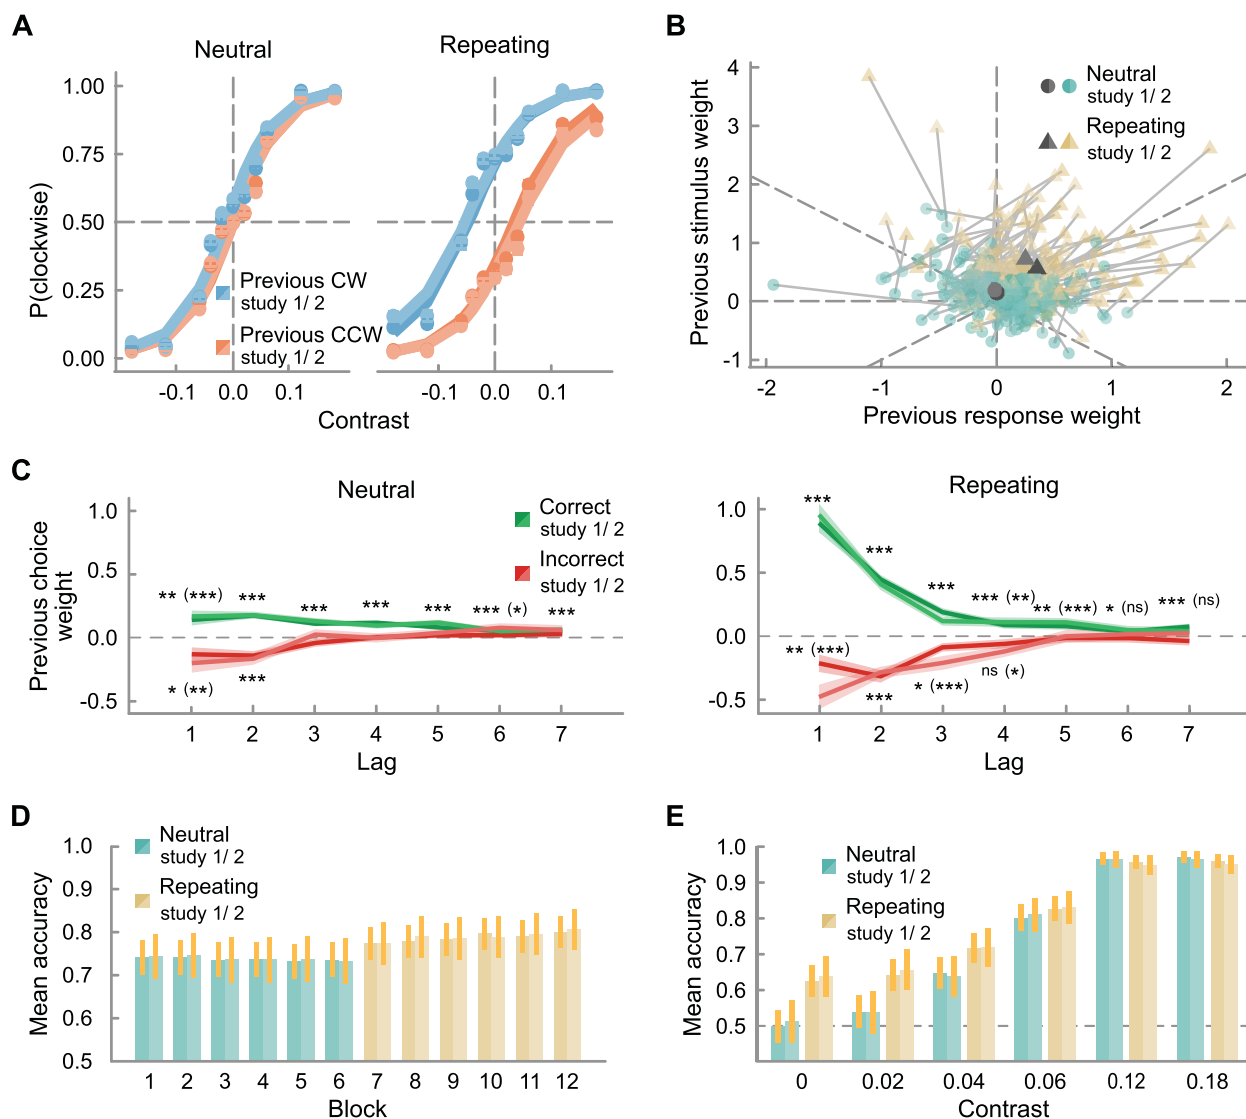 A
Neutral
Repeating
P(clockwise)
1.00
0.75
0.50
0.25
0.00
Previous CW
study 1/ 2
Previous CCW
study 1/ 2
-0.1
0.0
0.1
-0.1
0.0
0.1
Contrast
B
Previous stimulus weight
4
3
2
1
0
-1
Neutral
study 1/ 2
Repeating
study 1/ 2
-2
-1
0
1
2
Previous response weight
C
Neutral
Previous choice
weight
1.0
0.5
0.0
-0.5
Correct
study 1/ 2
Incorrect
study 1/ 2
** (***)
***
***
***
***
*** (*)
***
* (**)
***
1 2 3 4 5 6 7
Lag
Repeating
1.0
0.5
0.0
-0.5
***
***
***
*** (**)
** (***)
* (ns)
*** (ns)
** (***)
***
* (***)
ns (*)
1 2 3 4 5 6 7
Lag
D
Mean accuracy
1.0
0.9
0.8
0.7
0.6
0.5
Neutral
study 1/ 2
Repeating
study 1/ 2
1 2 3 4 5 6 7 8 9 10 11 12
Block
E
Mean accuracy
1.0
0.9
0.8
0.7
0.6
0.5
Neutral
study 1/ 2
Repeating
study 1/ 2
0 0.02 0.04 0.06 0.12 0.18
Contrast